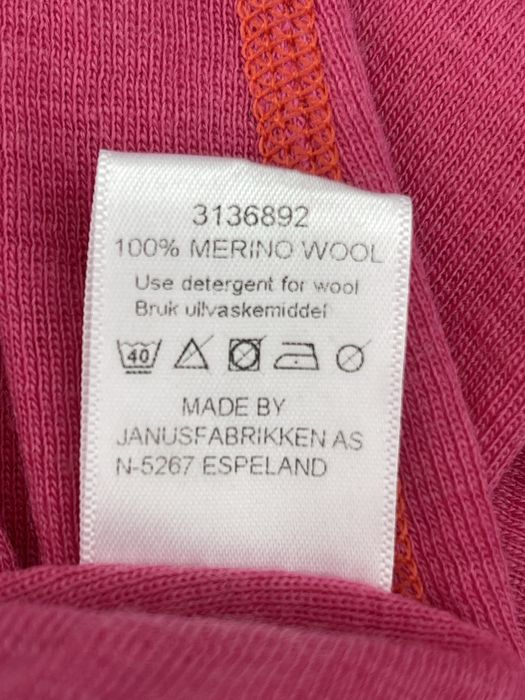 3136892
100% MERINO WOOL
Use detergent for wool
Bruk ullvaskemiddel
40
MADE BY
JANUSFABRIKKEN AS
N-5267 ESPELAND